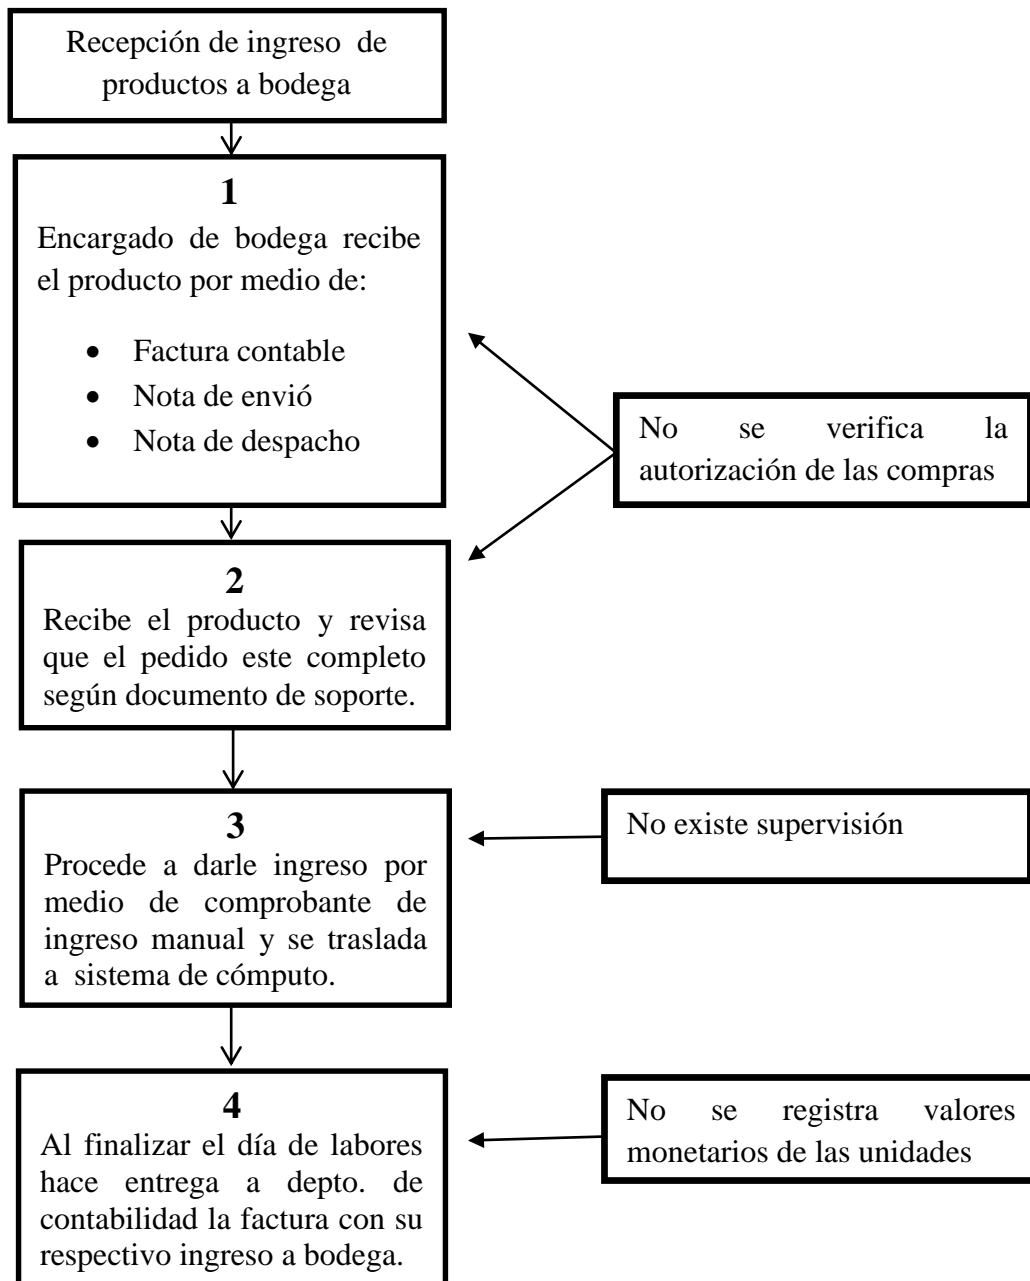 Recepción de ingreso de
productos a bodega
1
Encargado de bodega recibe
el producto por medio de:
• Factura contable
• Nota de envió
• Nota de despacho
No se verifica la
autorización de las compras
2
Recibe el producto y revisa
que el pedido este completo
según documento de soporte.
3
Procede a darle ingreso por
medio de comprobante de
ingreso manual y se traslada
a sistema de cómputo.
No existe supervisión
4
Al finalizar el día de labores
hace entrega a depto. de
contabilidad la factura con su
respectivo ingreso a bodega.
No se registra valores
monetarios de las unidades